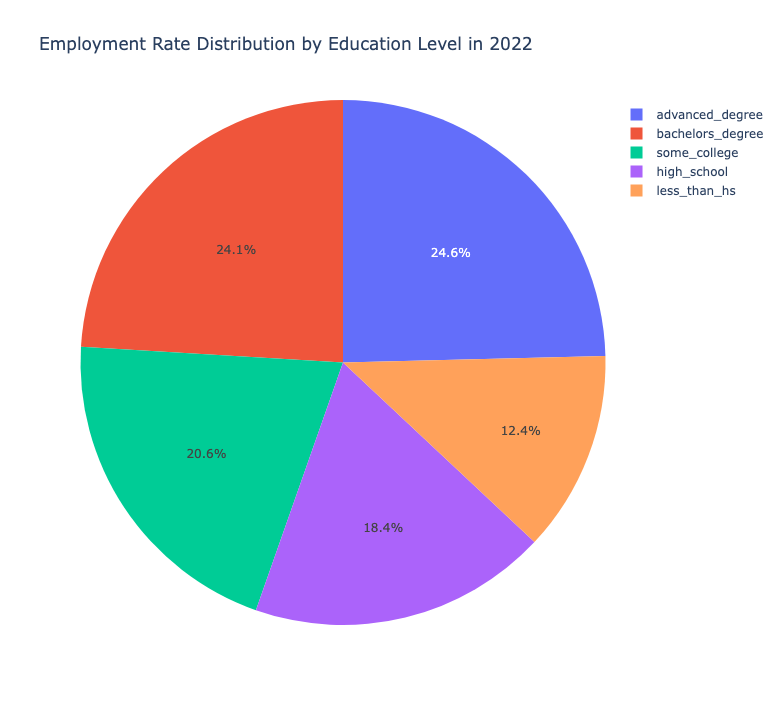 Employment Rate Distribution by Education Level in 2022
advanced_degree
bachelors_degree
some_college
high_school
less_than_hs
24.1%
24.6%
12.4%
20.6%
18.4%